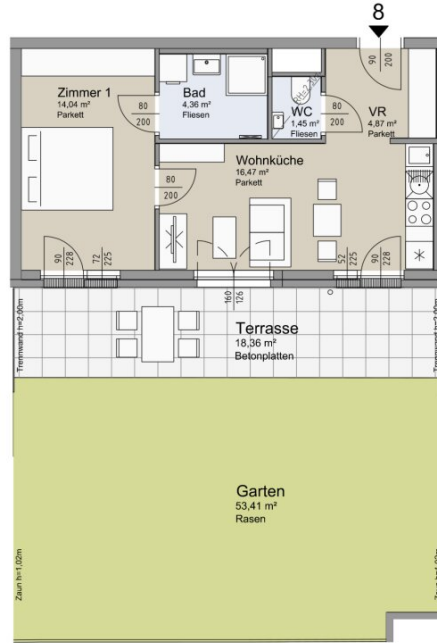 8
90
200
Zimmer 1
14,04 m²
Parkett
80
200
Bad
4,36 m²
Fliesen
WC
1,45 m²
Fliesen
80
200
VR
4,87 m²
Parkett
80
200
Wohnküche
16,47 m²
Parkett
90
228
72
225
160
126
52
225
90
228
Trennwand h=2,00m
Terrasse
18,36 m²
Betonplatten
Garten
53,41 m²
Rasen
Zaun h=1,02m